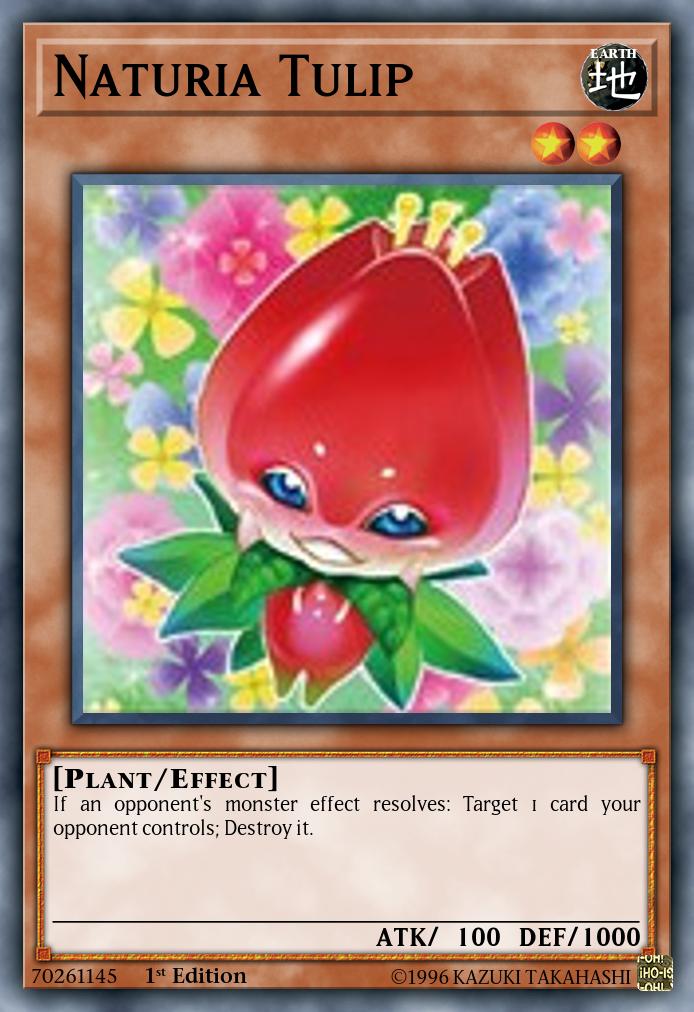 NATURIA TULIP
EARTH
地
[PLANT/EFFECT]
If an opponent's monster effect resolves: Target 1 card your
opponent controls; Destroy it.
ATK/ 100 DEF/1000
70261145 1st Edition ©1996 KAZUKI TAKAHASHI